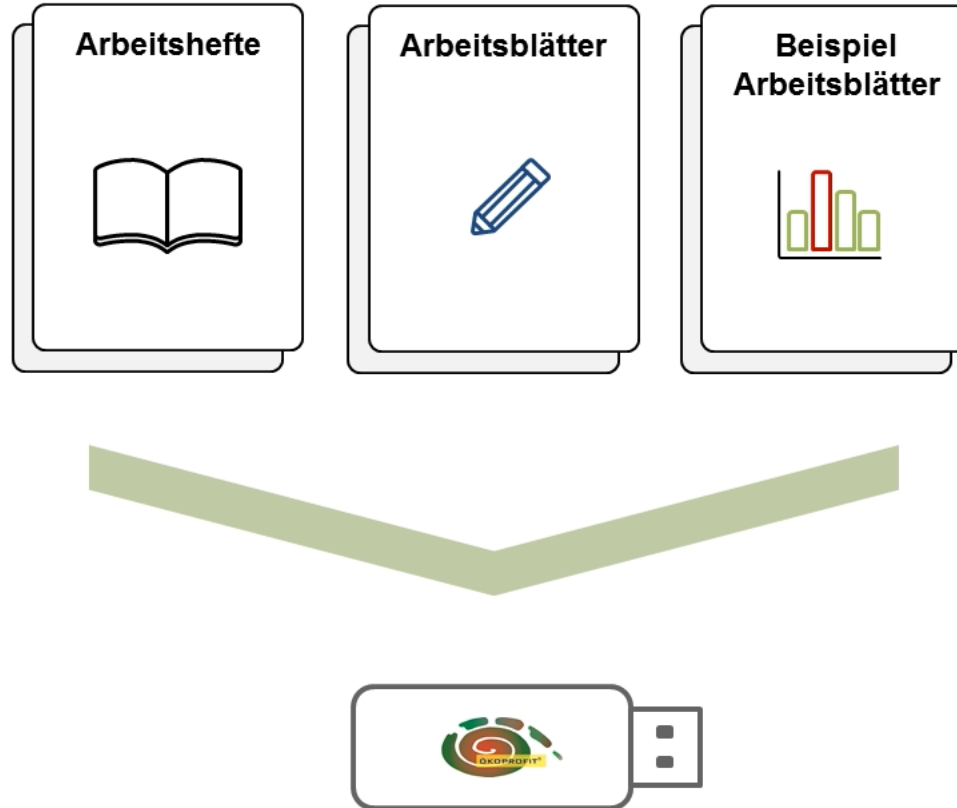 Arbeitshefte
Arbeitsblätter
Beispiel
Arbeitsblätter
ÖKOPROFIT®